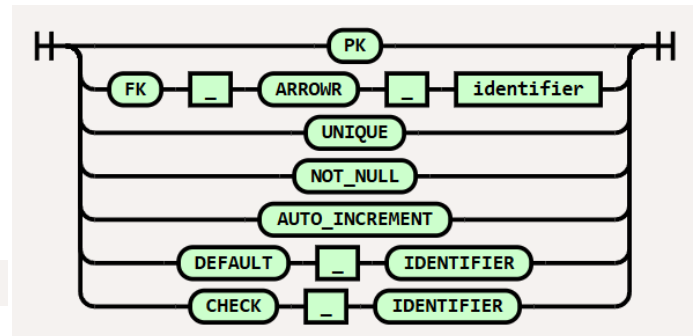 PK
FK _ ARROWR _ identifier
UNIQUE
NOT_NULL
AUTO_INCREMENT
DEFAULT _ IDENTIFIER
CHECK _ IDENTIFIER